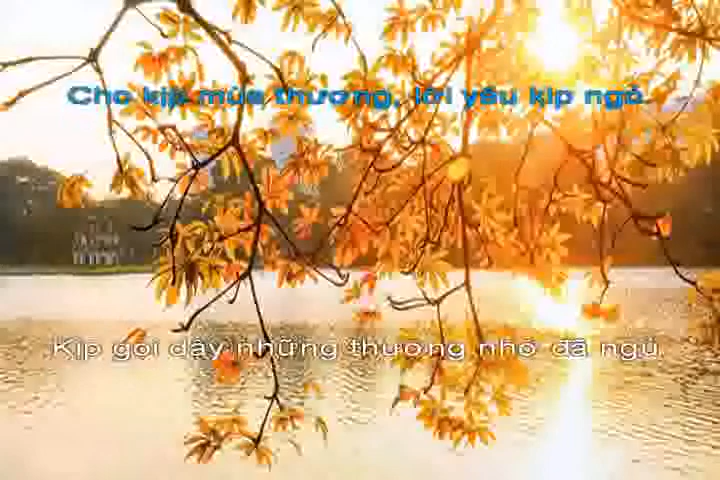 Cho kịp mùa thương, lời yêu kịp ngỏ
Kịp gọi dậy những thương nhớ đã ngủ